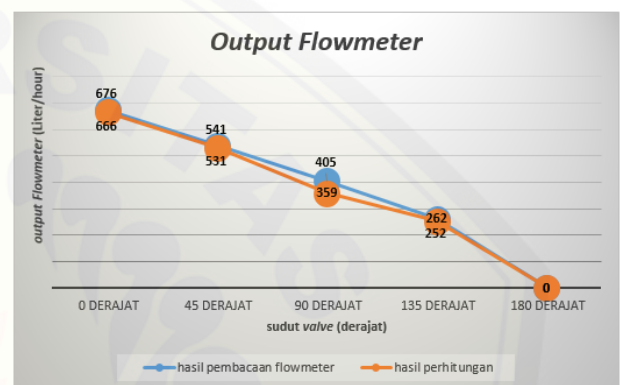 Output Flowmeter
output Flowmeter (Liter/hour)
676
666
541
531
405
359
262
252
0
0 DERAJAT 45 DERAJAT 90 DERAJAT 135 DERAJAT 180 DERAJAT
sudut valve (derajat)
hasil pembacaan flowmeter hasil perhitungan